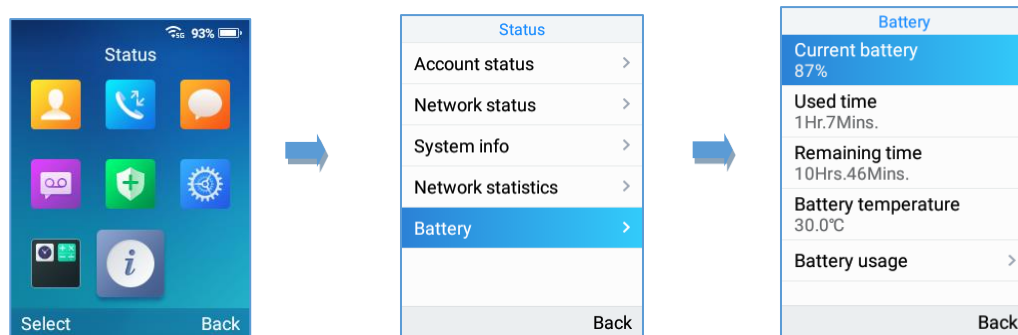 5G 93%
Status
Select Back
Status
Account status
Network status
System info
Network statistics
Battery
Back
Battery
Current battery
87%
Used time
1Hr.7Mins.
Remaining time
10Hrs.46Mins.
Battery temperature
30.0℃
Battery usage
Back